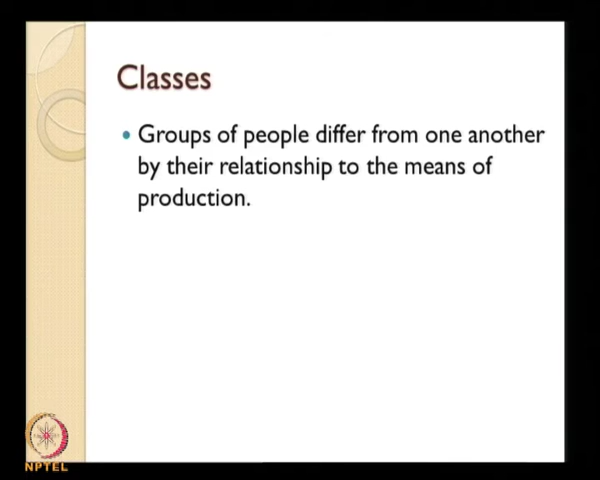 Classes
Groups of people differ from one another
by their relationship to the means of
production.
NPTEL